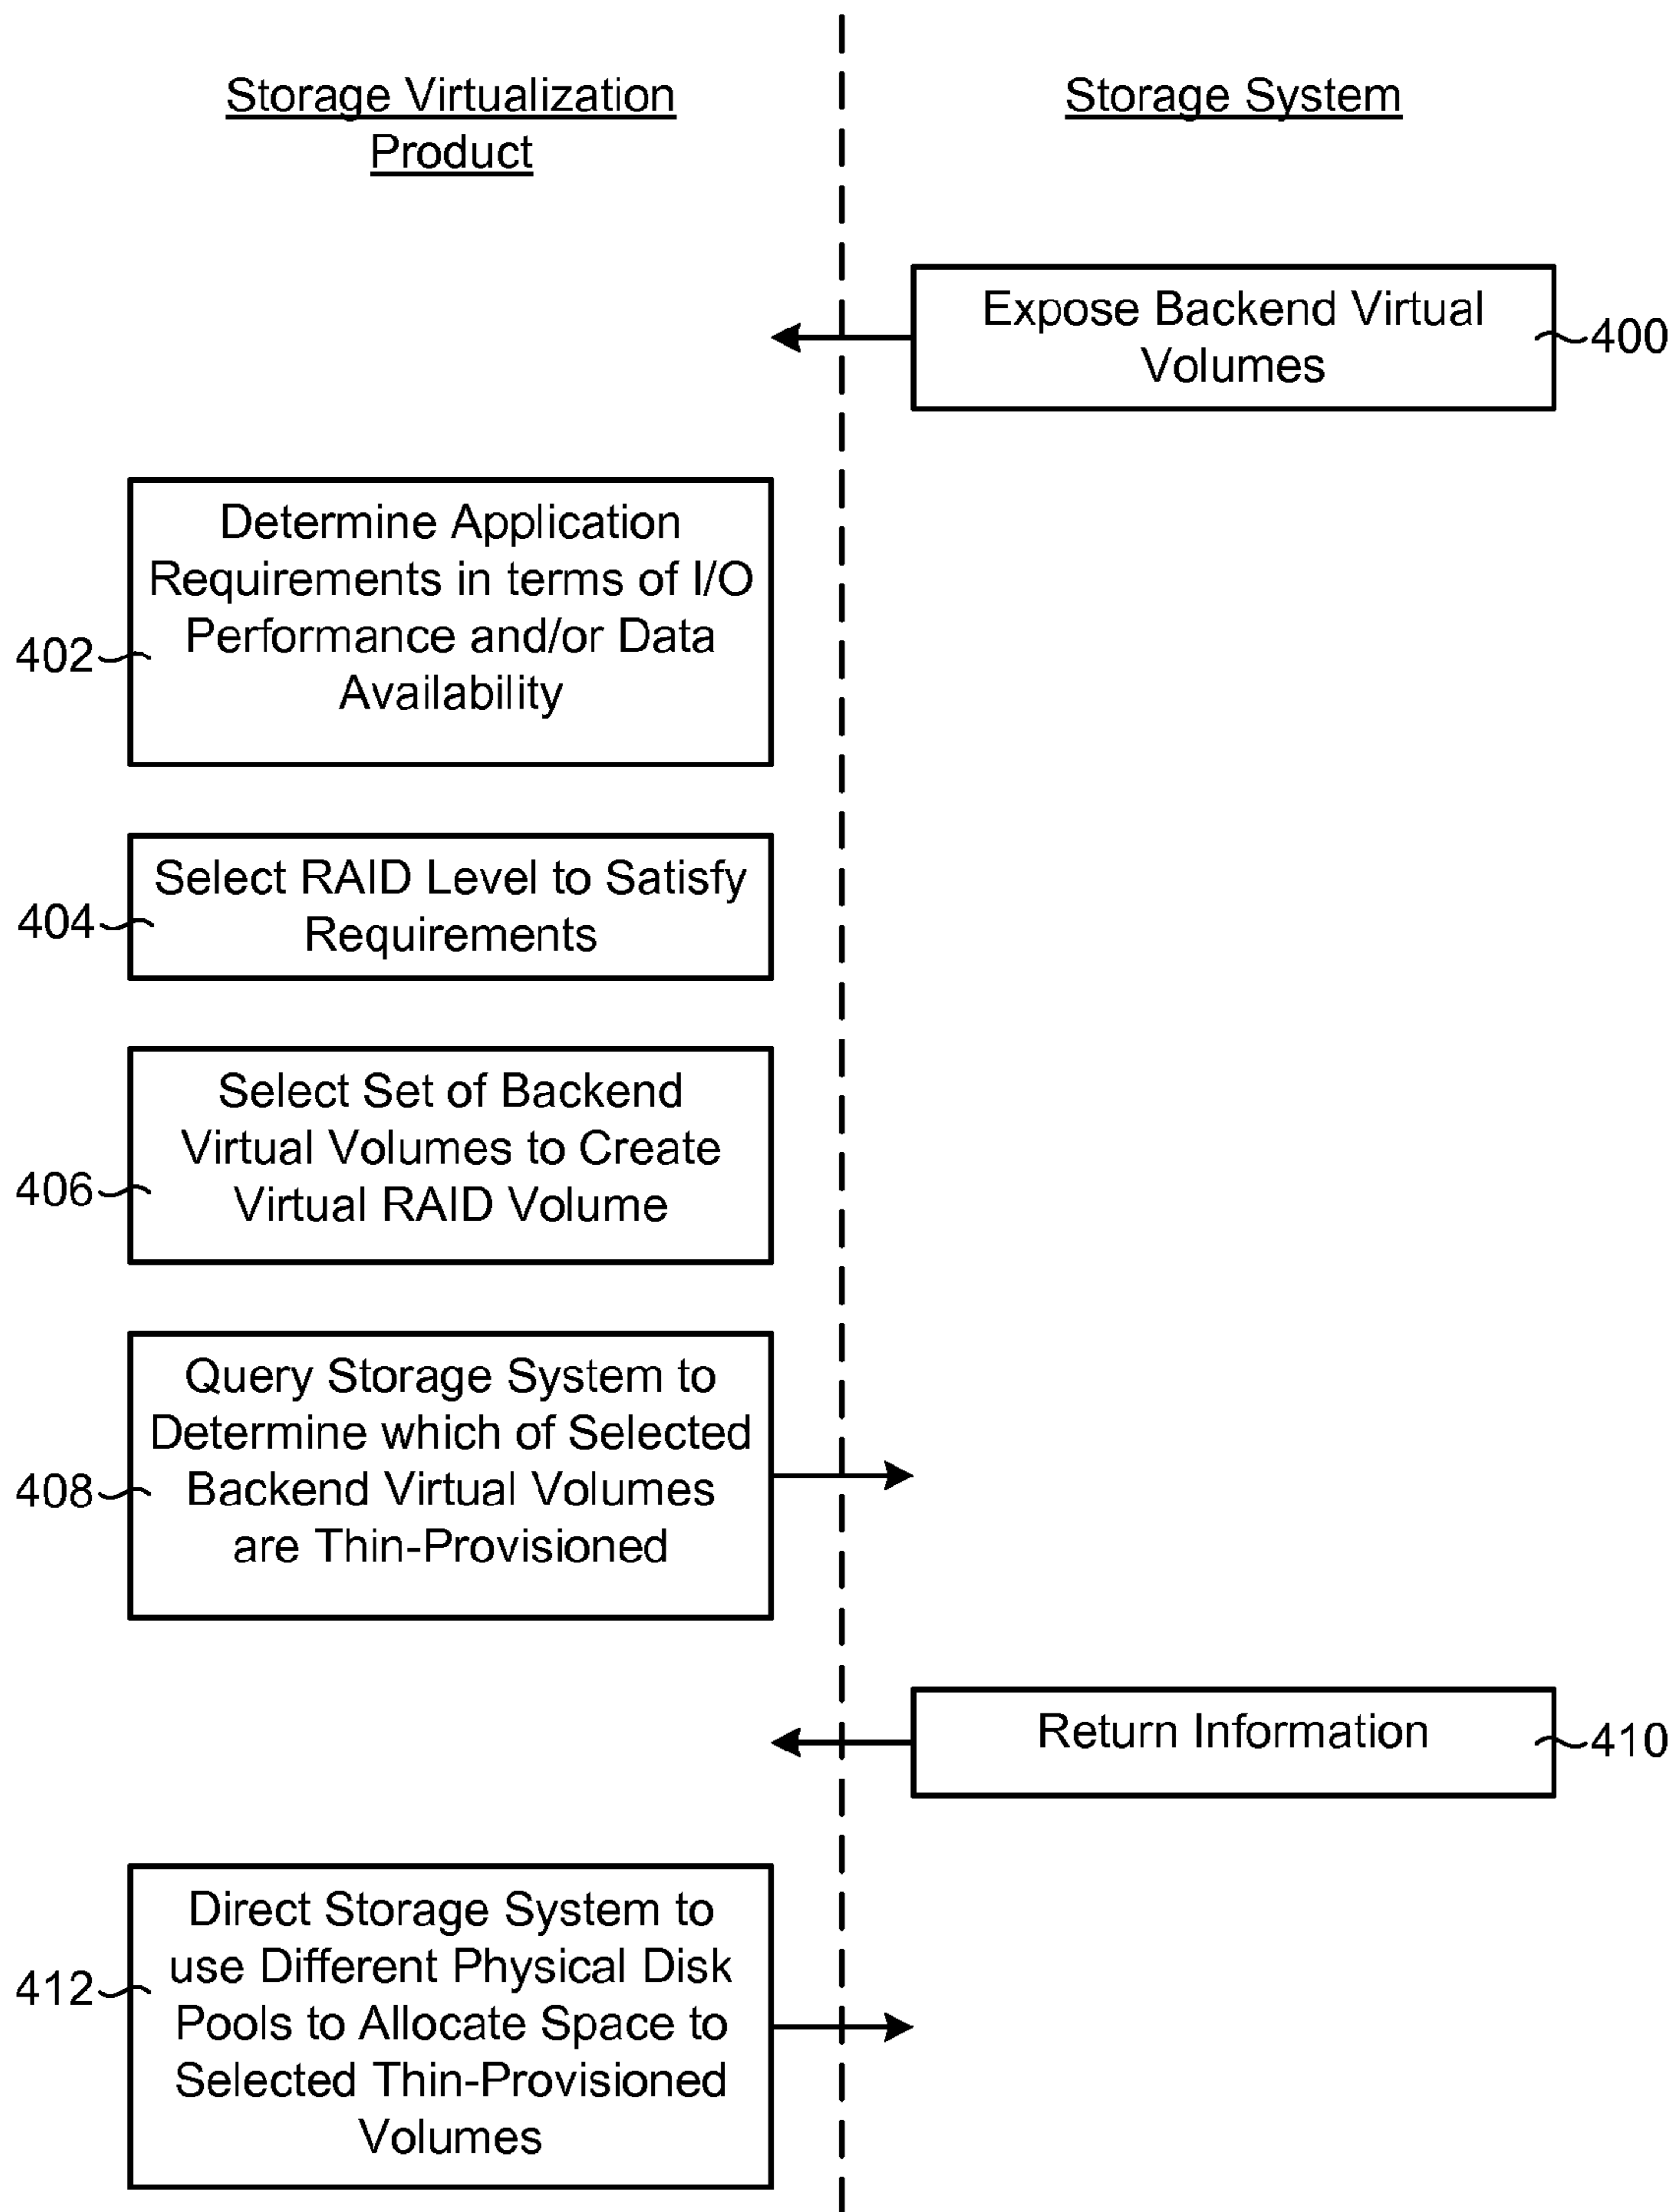 Storage Virtualization
Product
Storage System
Expose Backend Virtual
Volumes
400
Determine Application
Requirements in terms of I/O
Performance and/or Data
Availability
402
Select RAID Level to Satisfy
Requirements
404
Select Set of Backend
Virtual Volumes to Create
Virtual RAID Volume
406
Query Storage System to
Determine which of Selected
Backend Virtual Volumes
are Thin-Provisioned
408
Return Information
410
Direct Storage System to
use Different Physical Disk
Pools to Allocate Space to
Selected Thin-Provisioned
Volumes
412